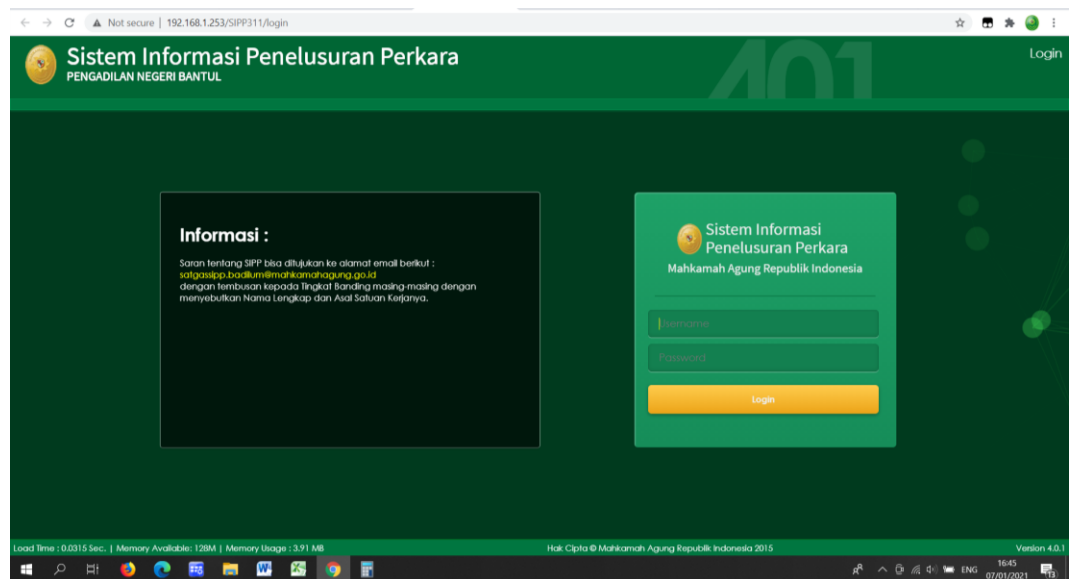 Not secure | 192.168.1.253/SIPP311/login
Sistem Informasi Penelusuran Perkara
PENGADILAN NEGERI BANTUL
401
Login
Informasi :
Saran tentang SIPP bisa ditujukan ke alamat email berikut :
satgassipp.badilum@mahkamahagung.go.id
dengan tembusan kepada Tingkat Banding masing-masing dengan
menyebutkan Nama Lengkap dan Asal Satuan Kerjanya.
Sistem Informasi
Penelusuran Perkara
Mahkamah Agung Republik Indonesia
Username
Password
Login
Load Time : 0.0315 Sec. | Memory Available: 128M | Memory Usage : 3.91 MB
Hak Cipta © Mahkamah Agung Republik Indonesia 2015
Version 4.0.1
ENG
16:45
07/01/2021